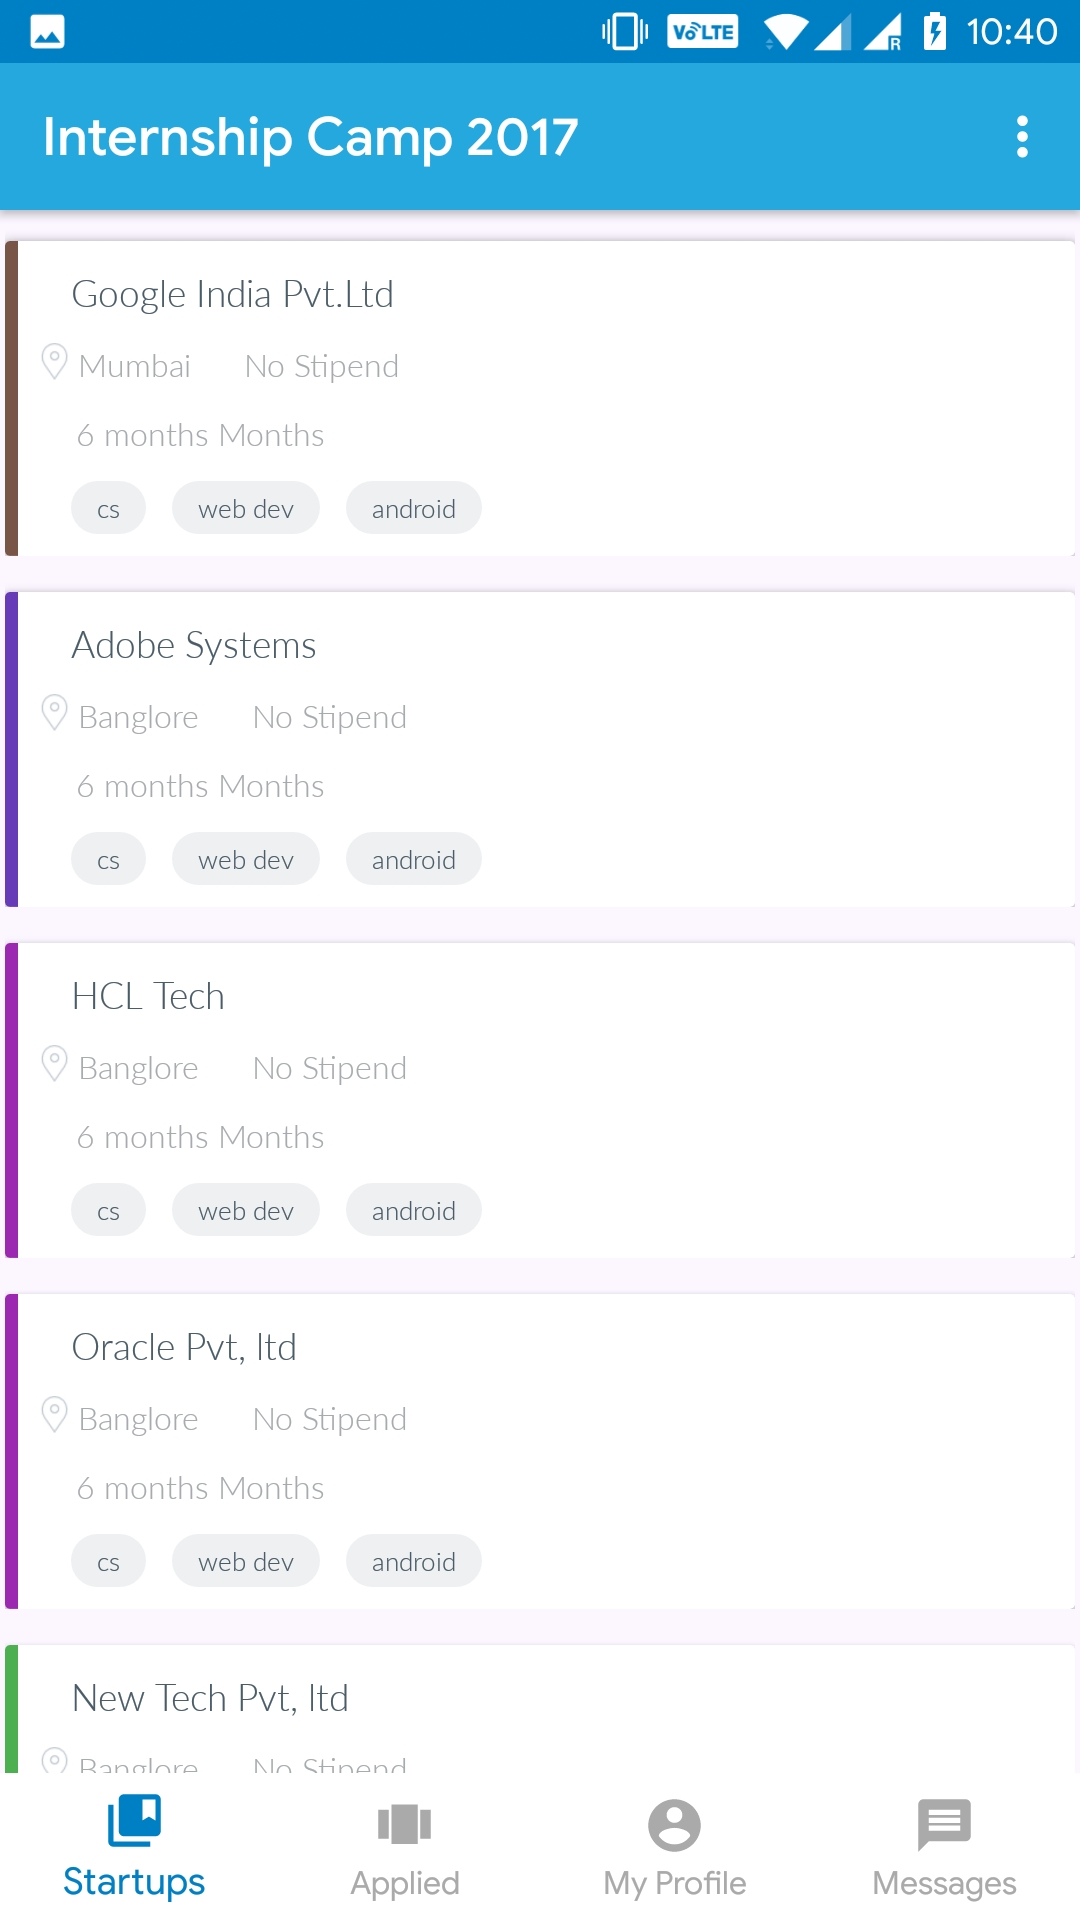 VoLTE R 10:40
Internship Camp 2017
Google India Pvt.Ltd
Mumbai No Stipend
6 months Months
cs web dev android
Adobe Systems
Banglore No Stipend
6 months Months
cs web dev android
HCL Tech
Banglore No Stipend
6 months Months
cs web dev android
Oracle Pvt, ltd
Banglore No Stipend
6 months Months
cs web dev android
New Tech Pvt, ltd
Banglore No Stipend
Startups Applied My Profile Messages